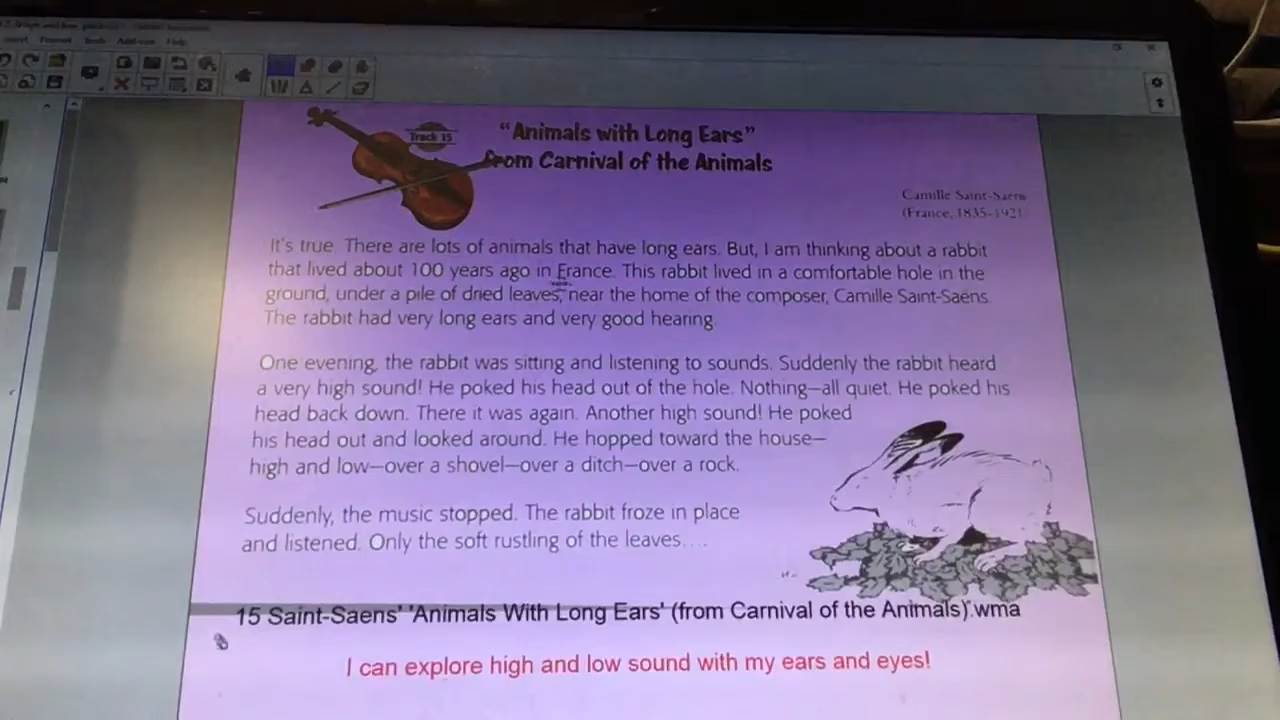 Format Tools Add-ons Help
Track 15
"Animals with Long Ears"
from Carnival of the Animals
Camille Saint-Saens
(France, 1835-1921
It's true. There are lots of animals that have long ears. But, I am thinking about a rabbit
that lived about 100 years ago in France. This rabbit lived in a comfortable hole in the
ground, under a pile of dried leaves, near the home of the composer, Camille Saint-Saëns.
The rabbit had very long ears and very good hearing.
One evening, the rabbit was sitting and listening to sounds. Suddenly the rabbit heard
a very high sound! He poked his head out of the hole. Nothing—all quiet. He poked his
head back down. There it was again. Another high sound! He poked
his head out and looked around. He hopped toward the house—
high and low—over a shovel—over a ditch—over a rock.
Suddenly, the music stopped. The rabbit froze in place
and listened. Only the soft rustling of the leaves....
15 Saint-Saens' 'Animals With Long Ears' (from Carnival of the Animals).wma
I can explore high and low sound with my ears and eyes!